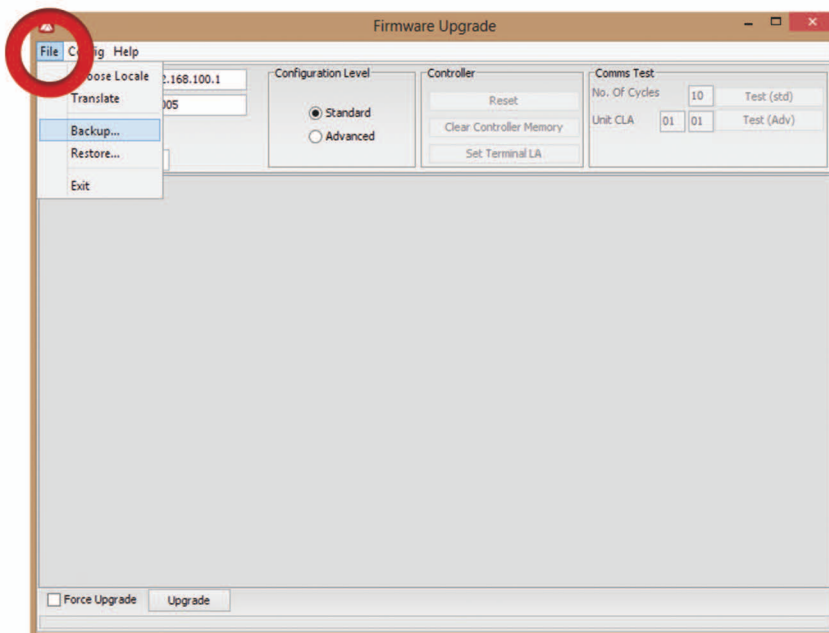 Firmware Upgrade
File Config Help
Choose Locale
Translate
Backup...
Restore...
Exit
2.168.100.1
005
Configuration Level
Standard
Advanced
Controller
Reset
Clear Controller Memory
Set Terminal LA
Comms Test
No. Of Cycles 10 Test (std)
Unit CLA 01 01 Test (Adv)
Force Upgrade Upgrade